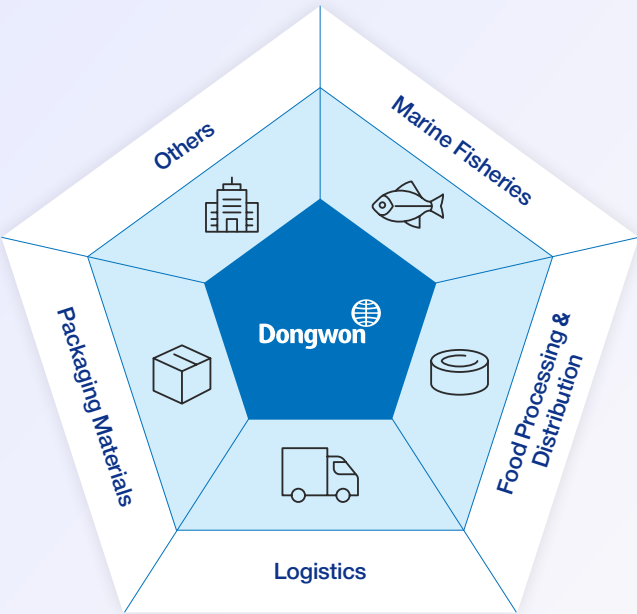 Others
Marine Fisheries
Dongwon
Packaging Materials
Food Processing &
Distribution
Logistics